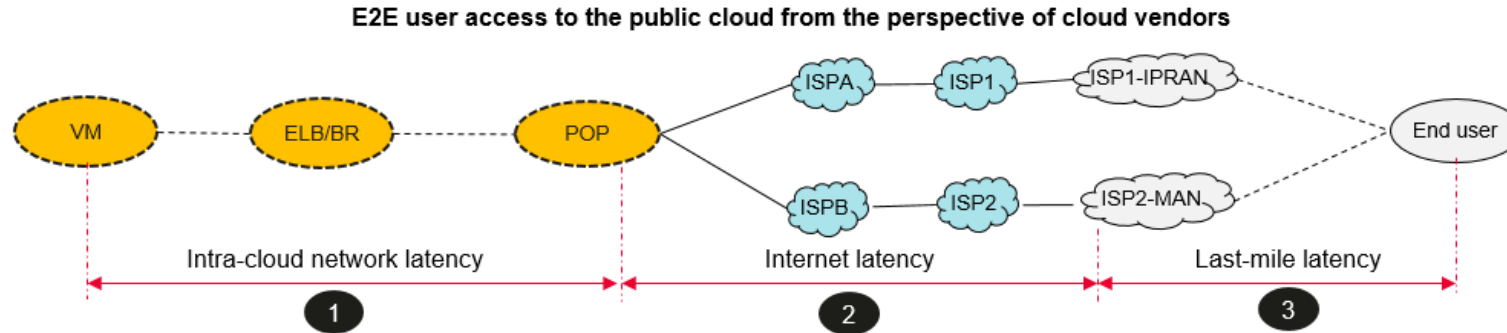 E2E user access to the public cloud from the perspective of cloud vendors
ISPA
ISP1
ISP1-IPRAN
VM
ELB/BR
POP
End user
ISPB
ISP2
ISP2-MAN
Intra-cloud network latency
Internet latency
Last-mile latency
1
2
3